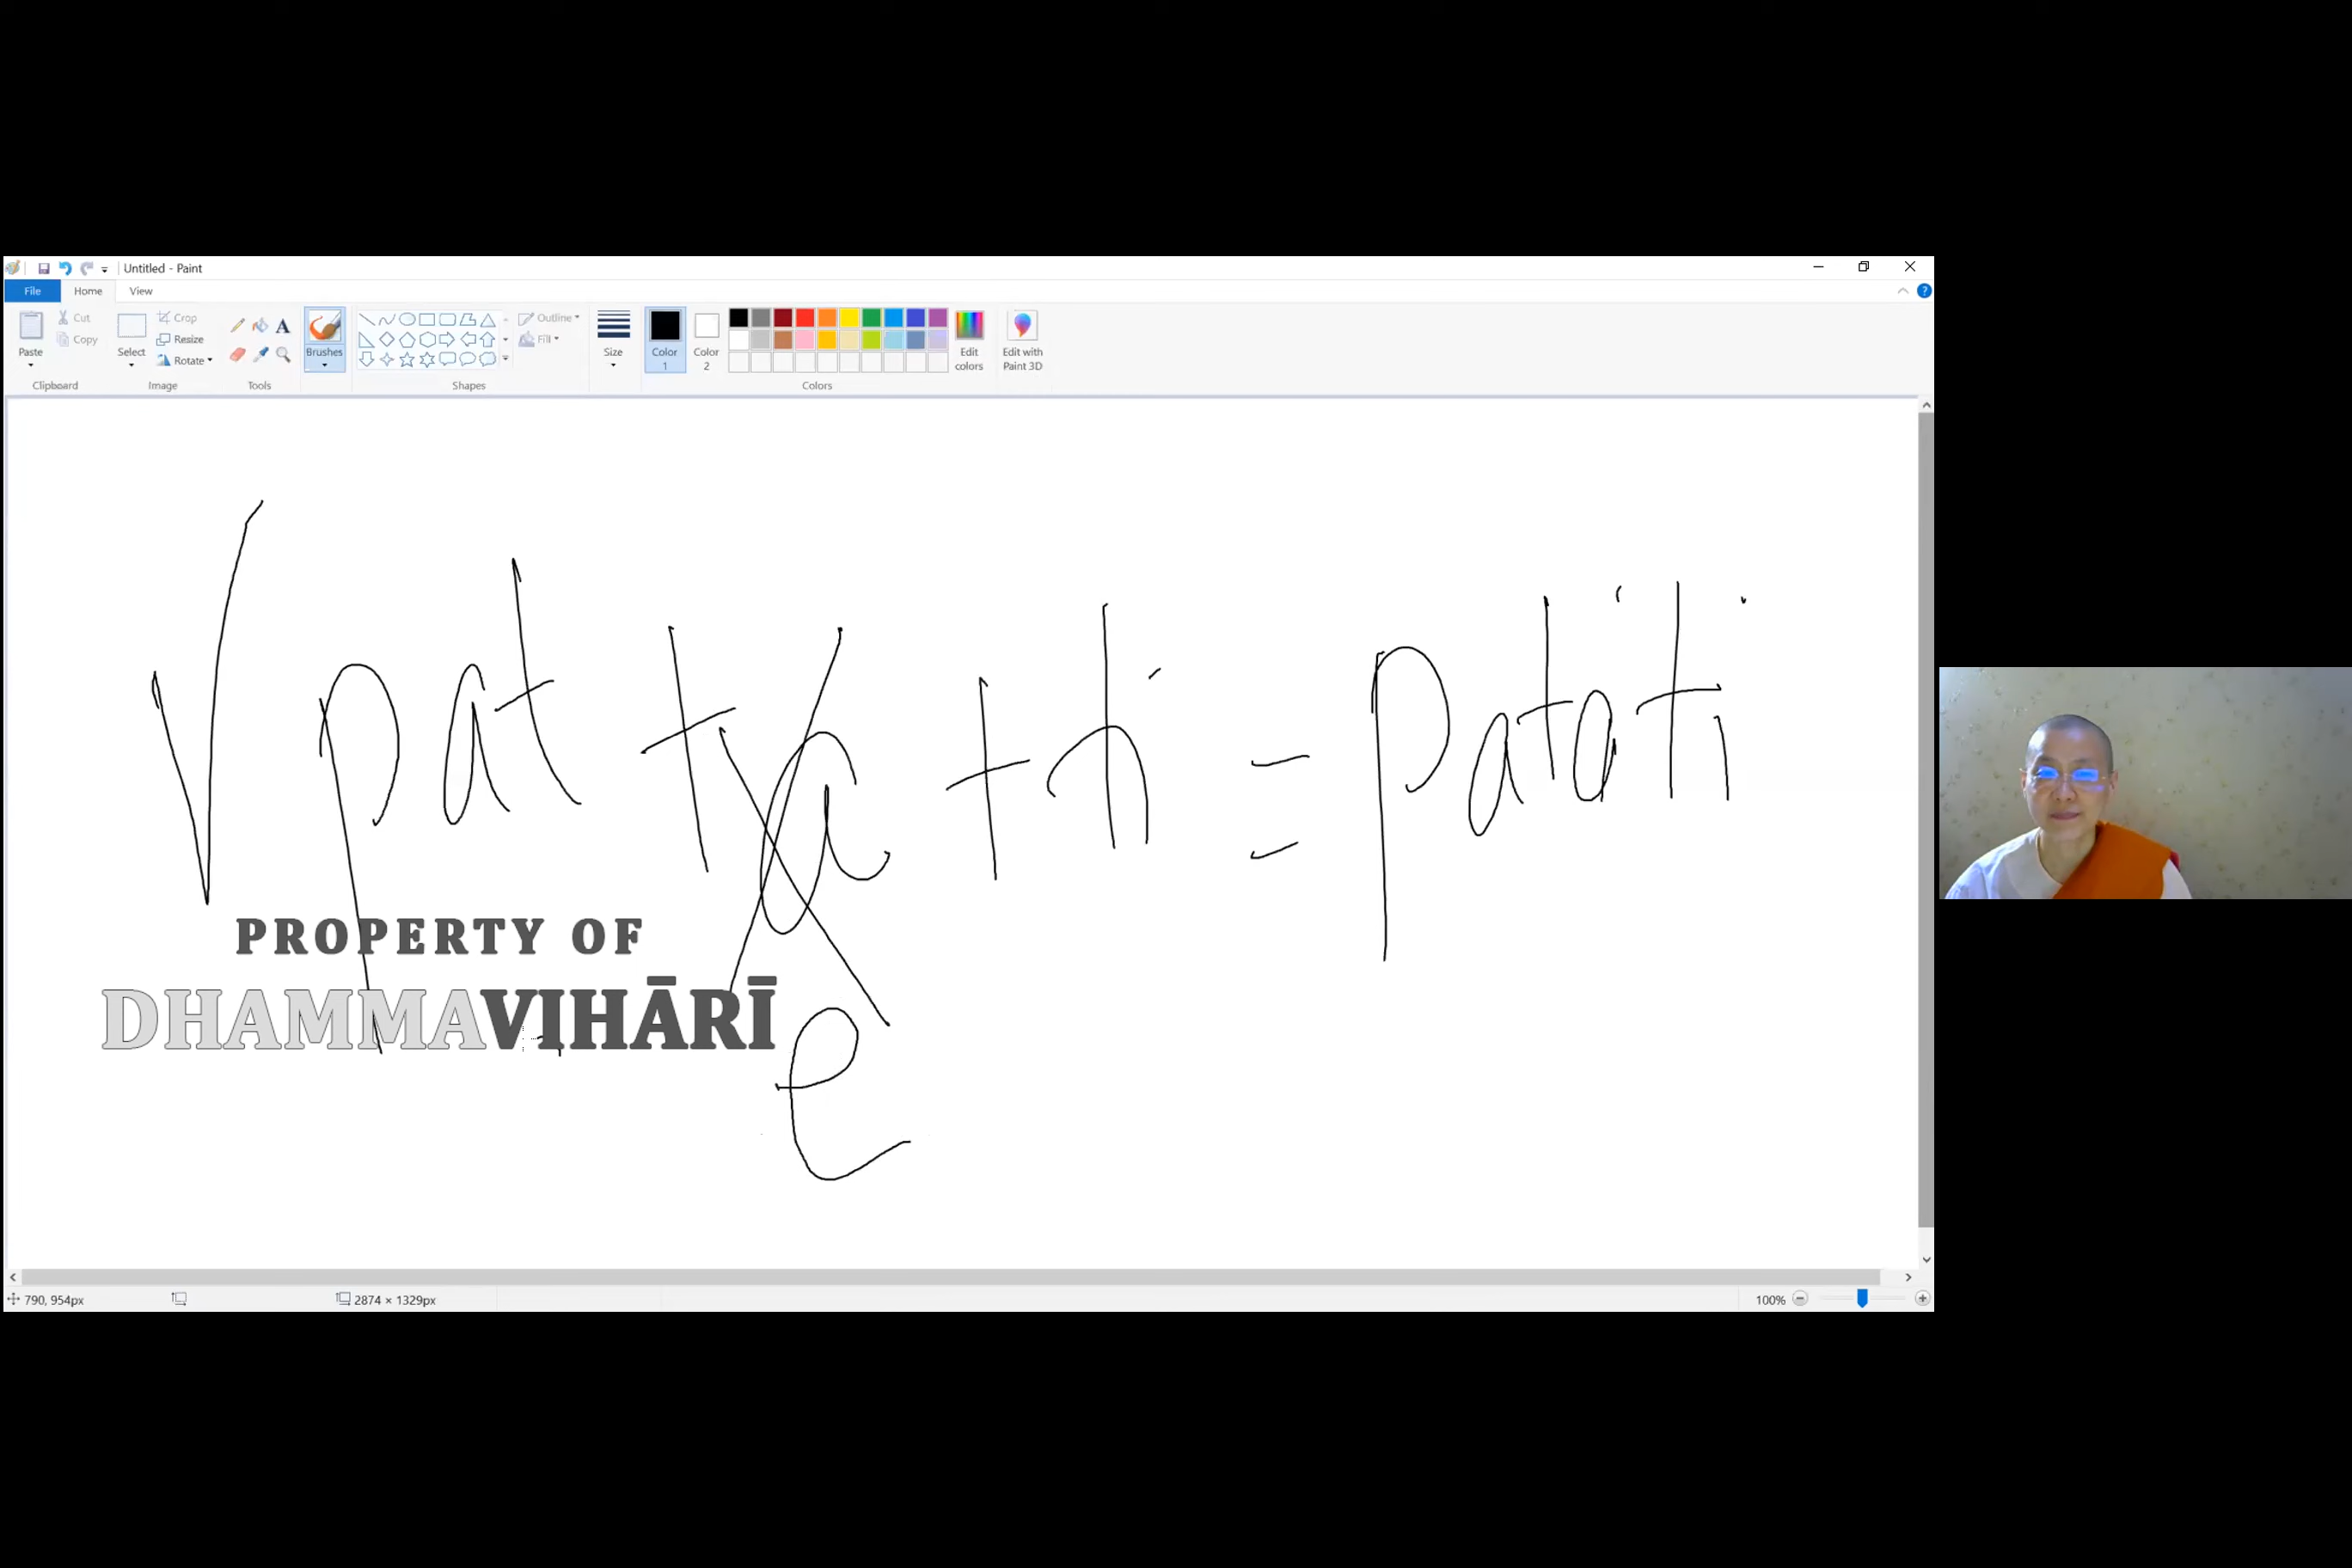 Untitled - Paint
File Home View
Paste Cut Copy Clipboard
Select Crop Resize Rotate Image
Tools
Brushes
Shapes Outline Fill
Size
Color 1 Color 2
Edit colors Colors
Edit with Paint 3D
√pat + a + ti = patati
e
PROPERTY OF
DHAMMAVIHĀRĪ
790, 954px 2874 × 1329px 100%